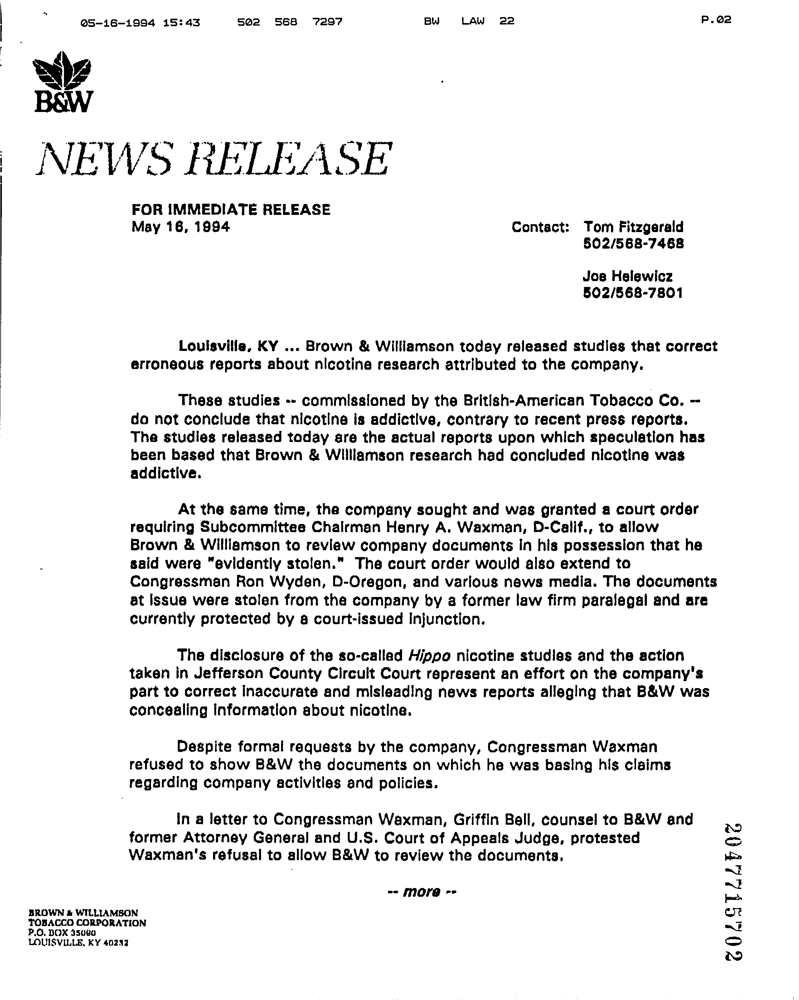 05-16-1994 15:43 502 568 7297 BW LAW 22 P.02
B&W
NEWS RELEASE
FOR IMMEDIATE RELEASE
May 16, 1994
Contact: Tom Fitzgerald
502/568-7468
Joe Helewicz
502/568-7801
Louisville, KY ... Brown & Williamson today released studies that correct
erroneous reports about nicotine research attributed to the company.
These studies -- commissioned by the British-American Tobacco Co. --
do not conclude that nicotine is addictive, contrary to recent press reports.
The studies released today are the actual reports upon which speculation has
been based that Brown & Williamson research had concluded nicotine was
addictive.
At the same time, the company sought and was granted a court order
requiring Subcommittee Chairman Henry A. Waxman, D-Calif., to allow
Brown & Williamson to review company documents in his possession that he
said were "evidently stolen." The court order would also extend to
Congressman Ron Wyden, D-Oregon, and various news media. The documents
at issue were stolen from the company by a former law firm paralegal and are
currently protected by a court-issued injunction.
The disclosure of the so-called Hippo nicotine studies and the action
taken in Jefferson County Circuit Court represent an effort on the company's
part to correct inaccurate and misleading news reports alleging that B&W was
concealing information about nicotine.
Despite formal requests by the company, Congressman Waxman
refused to show B&W the documents on which he was basing his claims
regarding company activities and policies.
In a letter to Congressman Waxman, Griffin Bell, counsel to B&W and
former Attorney General and U.S. Court of Appeals Judge, protested
Waxman's refusal to allow B&W to review the documents.
-- more --
BROWN & WILLIAMSON
TOBACCO CORPORATION
P.O. BOX 35090
LOUISVILLE, KY 40232
2047715702